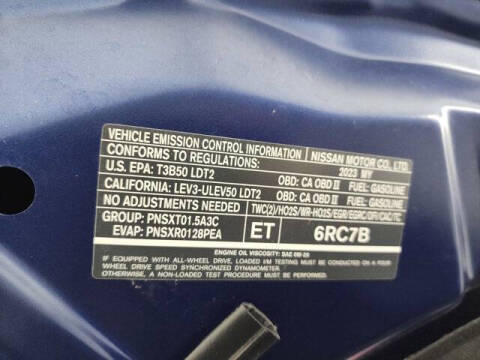 VEHICLE EMISSION CONTROL INFORMATION NISSAN MOTOR CO., LTD.
CONFORMS TO REGULATIONS: 2023 MY
U.S. EPA: T3B50 LDT2 OBD: CA OBD II FUEL: GASOLINE
CALIFORNIA: LEV3-ULEV50 LDT2 OBD: CA OBD II FUEL: GASOLINE
NO ADJUSTMENTS NEEDED TWC(2)/HO2S/WR-HO2S/EGR/EGRC/DFI/CAC/TC
GROUP: PNSXT01.5A3C
EVAP: PNSXR0128PEA
ET 6RC7B
ENGINE OIL VISCOSITY: SAE 0W-20
IF EQUIPPED WITH ALL-WHEEL DRIVE, LOADED I/M TESTING MUST BE CONDUCTED ON A FOUR
WHEEL DRIVE SPEED SYNCHRONIZED DYNAMOMETER.
OTHERWISE, A NON-LOADED TEST PROCEDURE MUST BE PERFORMED.